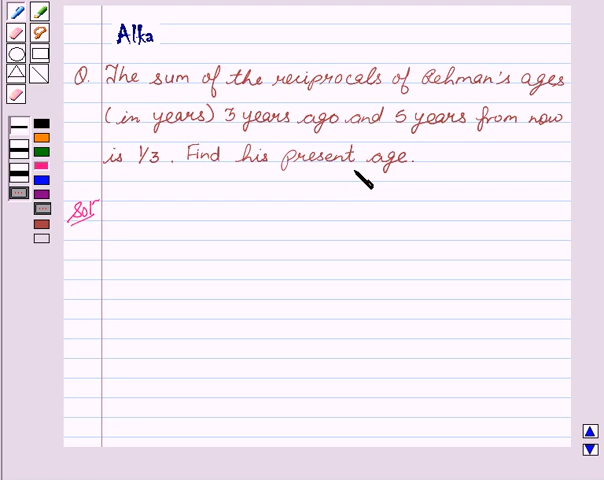 Alka
Q. The sum of the reciprocals of Rehman's ages
(in years) 3 years ago and 5 years from now
is 1/3. Find his present age.
Sol: